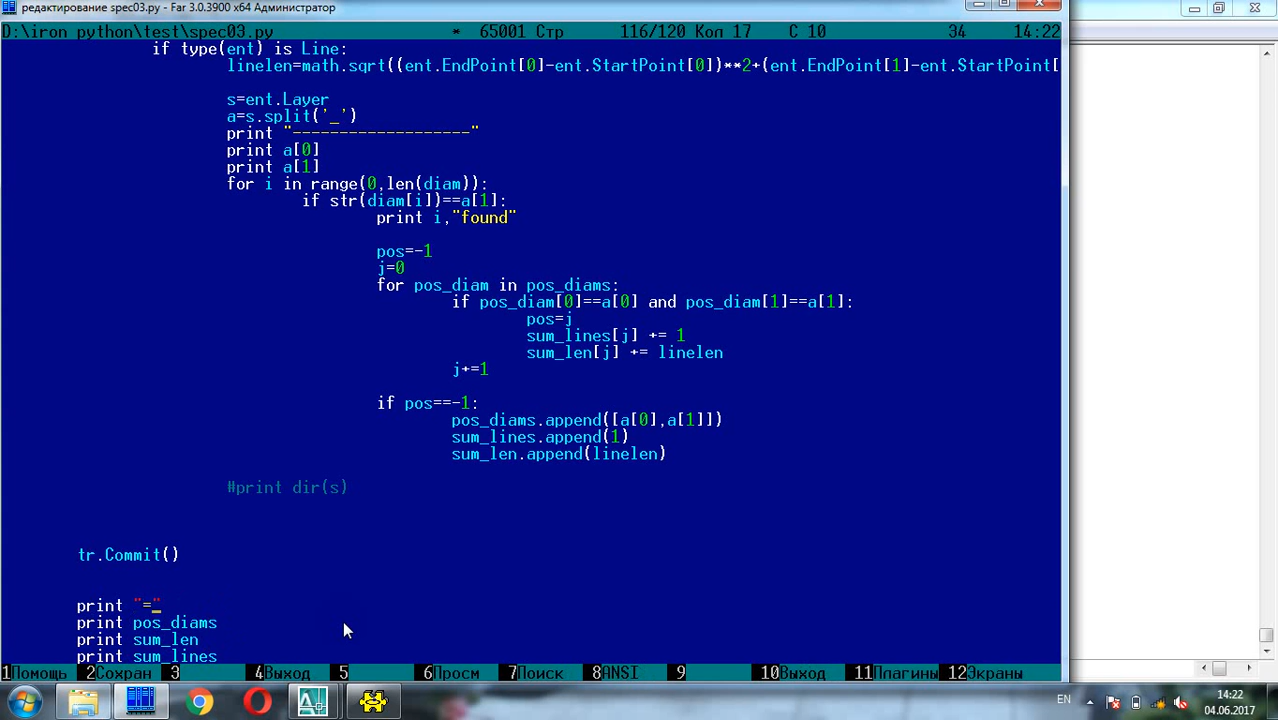 редактирование spec03.py - Far 3.0.3900 x64 Администратор
D:\iron python\test\spec03.py * 65001 Стр 116/120 Кол 17 С 10 34 14:22
if type(ent) is Line:
linelen=math.sqrt((ent.EndPoint[0]-ent.StartPoint[0])**2+(ent.EndPoint[1]-ent.StartPoint[
s=ent.Layer
a=s.split('_')
print "-------------------"
print a[0]
print a[1]
for i in range(0,len(diam)):
if str(diam[i])==a[1]:
print i,"found"
pos=-1
j=0
for pos_diam in pos_diams:
if pos_diam[0]==a[0] and pos_diam[1]==a[1]:
pos=j
sum_lines[j] += 1
sum_len[j] += linelen
j+=1
if pos==-1:
pos_diams.append([a[0],a[1]])
sum_lines.append(1)
sum_len.append(linelen)
#print dir(s)
tr.Commit()
print "="
print pos_diams
print sum_len
print sum_lines
1Помощь 2Сохран 3 4Выход 5 6Просм 7Поиск 8ANSI 9 10Выход 11Плагины 12Экраны
EN 14:22
04.06.2017